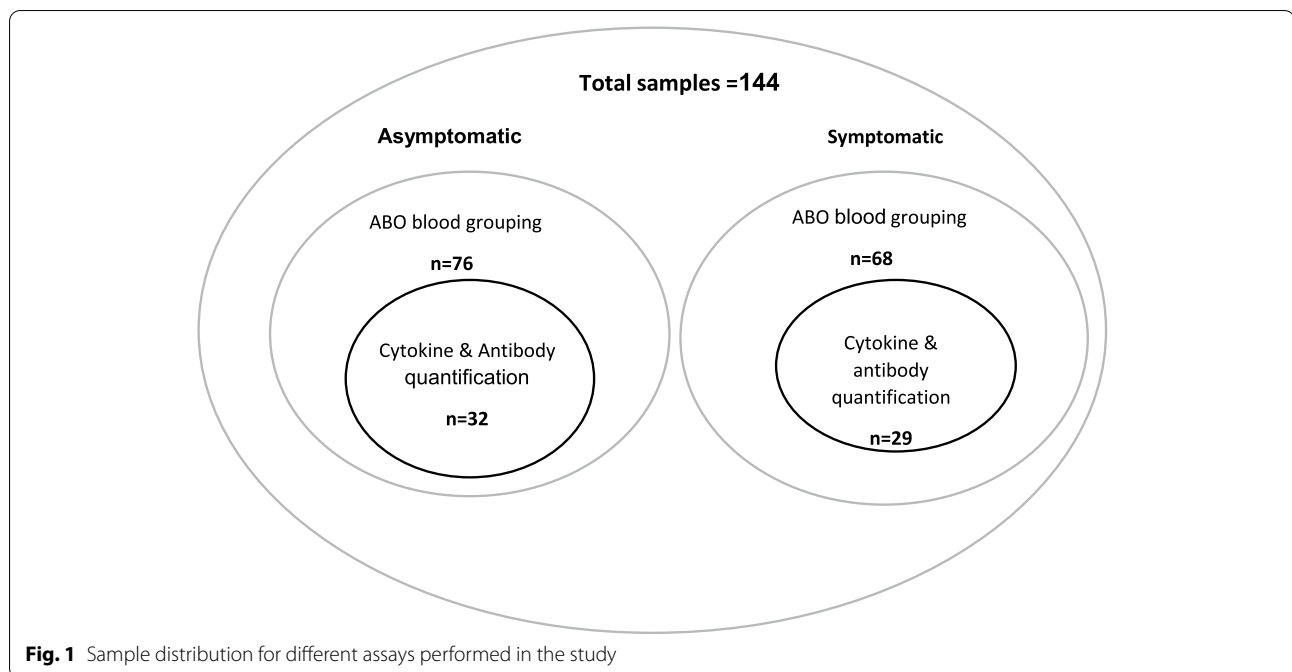 Total samples =144
Asymptomatic
Symptomatic
ABO blood grouping
n=76
Cytokine & Antibody
quantification
n=32
ABO blood grouping
n=68
Cytokine &
antibody
quantification
n=29
Fig. 1 Sample distribution for different assays performed in the study